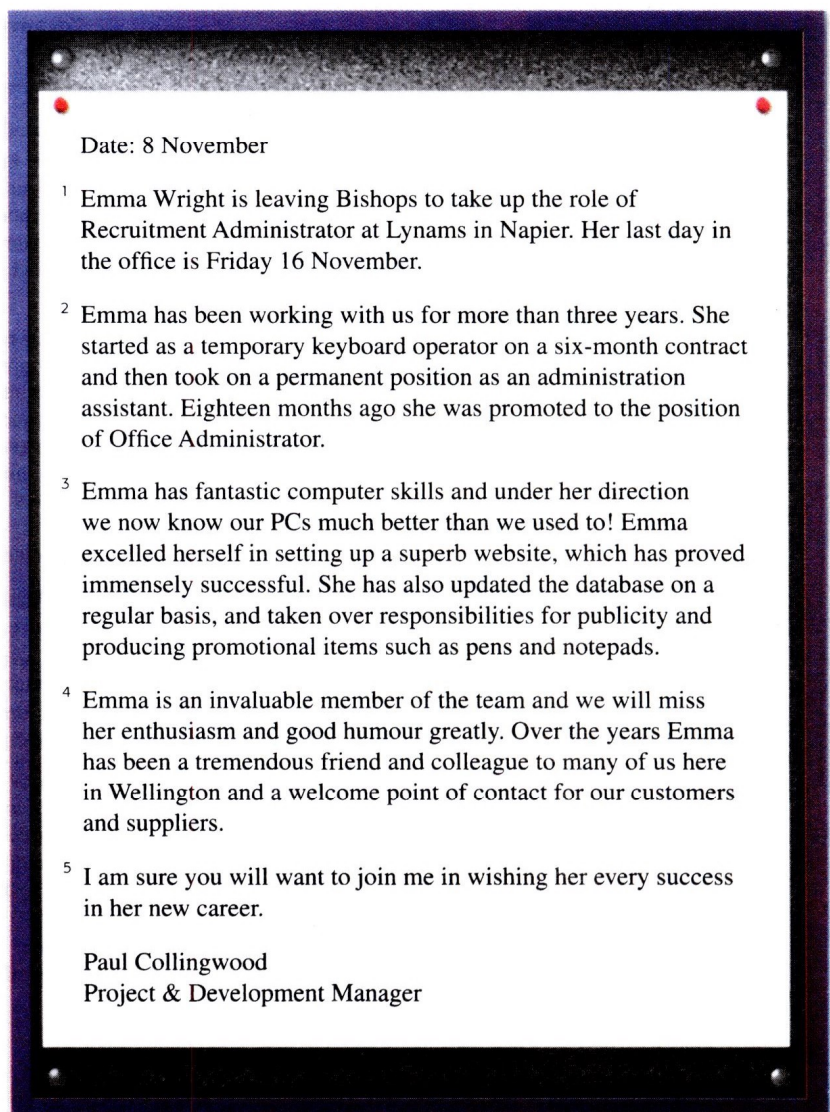 Date: 8 November
1 Emma Wright is leaving Bishops to take up the role of
Recruitment Administrator at Lynams in Napier. Her last day in
the office is Friday 16 November.
2 Emma has been working with us for more than three years. She
started as a temporary keyboard operator on a six-month contract
and then took on a permanent position as an administration
assistant. Eighteen months ago she was promoted to the position
of Office Administrator.
3 Emma has fantastic computer skills and under her direction
we now know our PCs much better than we used to! Emma
excelled herself in setting up a superb website, which has proved
immensely successful. She has also updated the database on a
regular basis, and taken over responsibilities for publicity and
producing promotional items such as pens and notepads.
4 Emma is an invaluable member of the team and we will miss
her enthusiasm and good humour greatly. Over the years Emma
has been a tremendous friend and colleague to many of us here
in Wellington and a welcome point of contact for our customers
and suppliers.
5 I am sure you will want to join me in wishing her every success
in her new career.
Paul Collingwood
Project & Development Manager